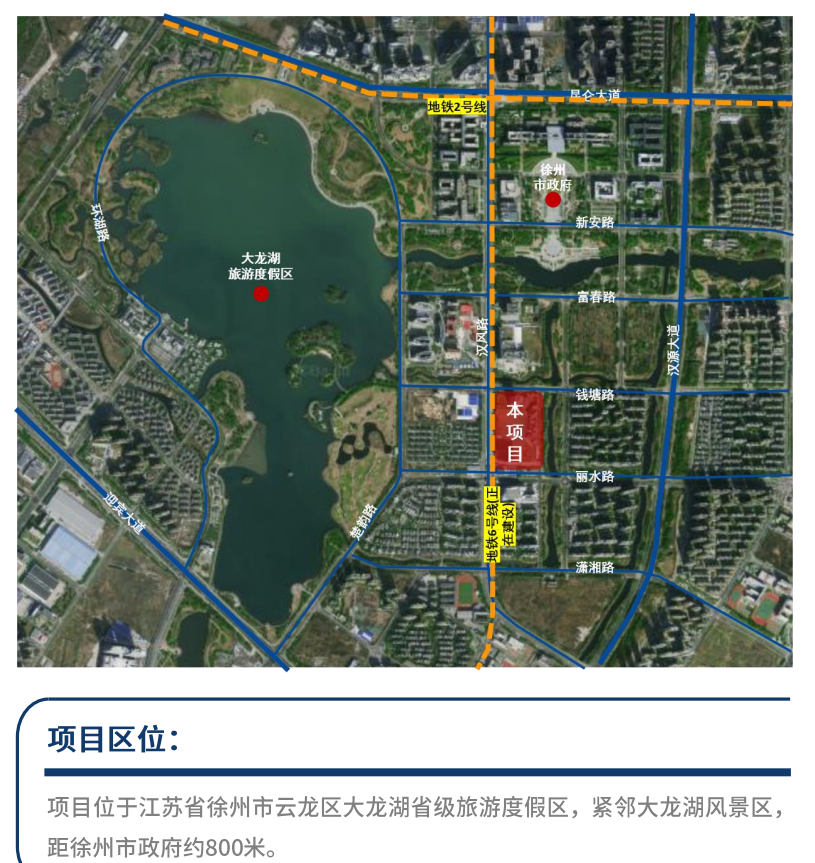 昆仑大道
地铁2号线
徐州
市政府
环湖路
新安路
大龙湖
旅游度假区
富春路
汉风路
汉源大道
钱塘路
本
项
目
丽水路
迎宾大道
楚韵路
地铁6号线(正
在建设)
潇湘路
项目区位：
项目位于江苏省徐州市云龙区大龙湖省级旅游度假区，紧邻大龙湖风景区，
距徐州市政府约800米。